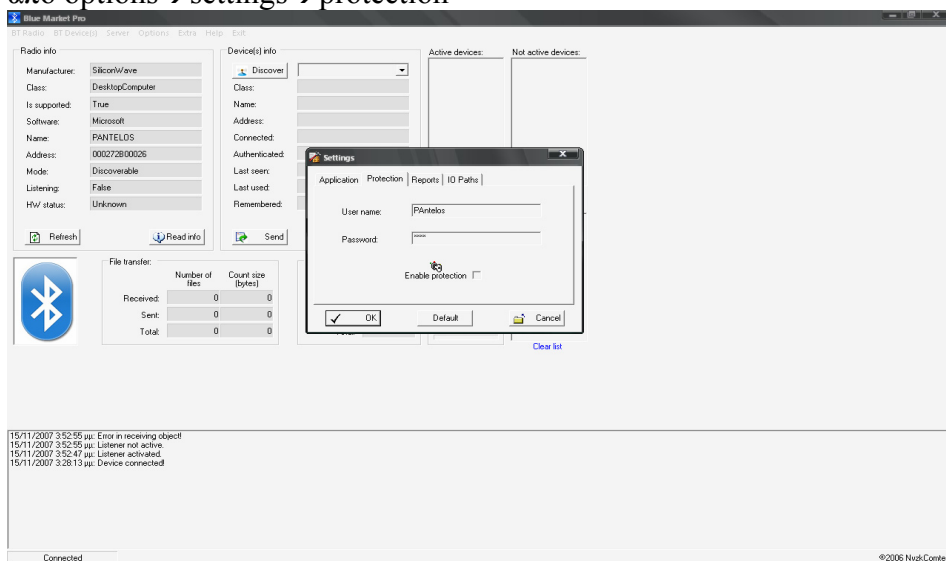 από options→settings→protection
Blue Market Pro
BT Radio BT Device(s) Server Options Extra Help Exit
Radio info
Manufacturer: SiliconWave
Class: DesktopComputer
Is supported: True
Software: Microsoft
Name: PANTELOS
Address: 000272B00026
Mode: Discoverable
Listening: False
HW status: Unknown
Refresh Read info
Device(s) info
Discover
Class:
Name:
Address:
Connected:
Authenticated:
Last seen:
Last used:
Remembered:
Send
Active devices: Not active devices:
Settings
Application Protection Reports IO Paths
User name: PAntelos
Password: ****
Enable protection
OK Default Cancel
File transfer:
Number of files Count size (bytes)
Received: 0 0
Sent: 0 0
Total: 0 0
Clear list
15/11/2007 3:52:55 μμ: Error in receiving object!
15/11/2007 3:52:55 μμ: Listener not active.
15/11/2007 3:52:47 μμ: Listener activated.
15/11/2007 3:28:13 μμ: Device connected!
Connected